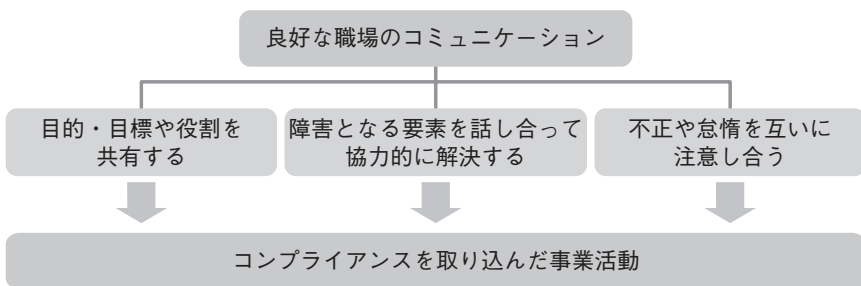 良好な職場のコミュニケーション
目的・目標や役割を
共有する
障害となる要素を話し合って
協力的に解決する
不正や怠惰を互いに
注意し合う
コンプライアンスを取り込んだ事業活動